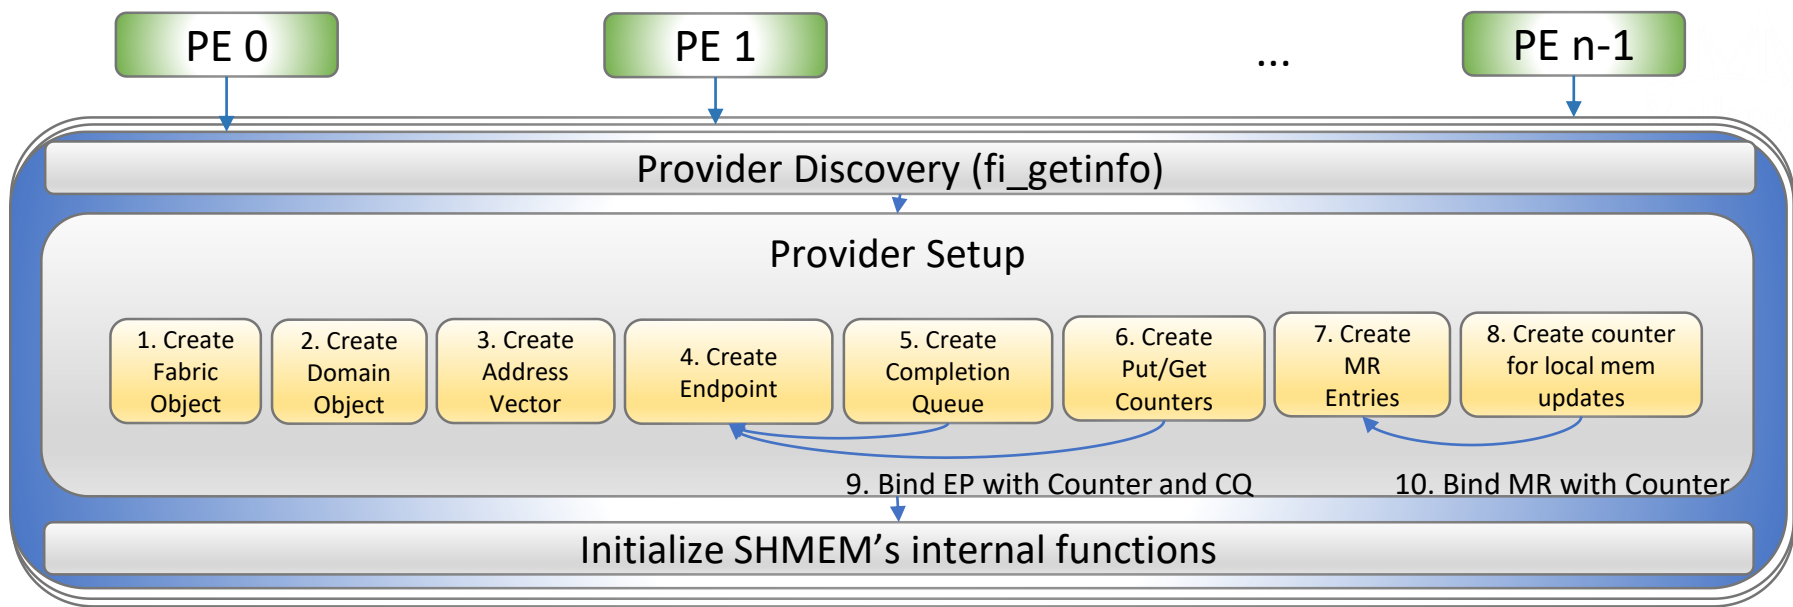 PE 0
PE 1
...
PE n-1
Provider Discovery (fi_getinfo)
Provider Setup
1. Create
Fabric
Object
2. Create
Domain
Object
3. Create
Address
Vector
4. Create
Endpoint
5. Create
Completion
Queue
6. Create
Put/Get
Counters
7. Create
MR
Entries
8. Create counter
for local mem
updates
9. Bind EP with Counter and CQ
10. Bind MR with Counter
Initialize SHMEM’s internal functions